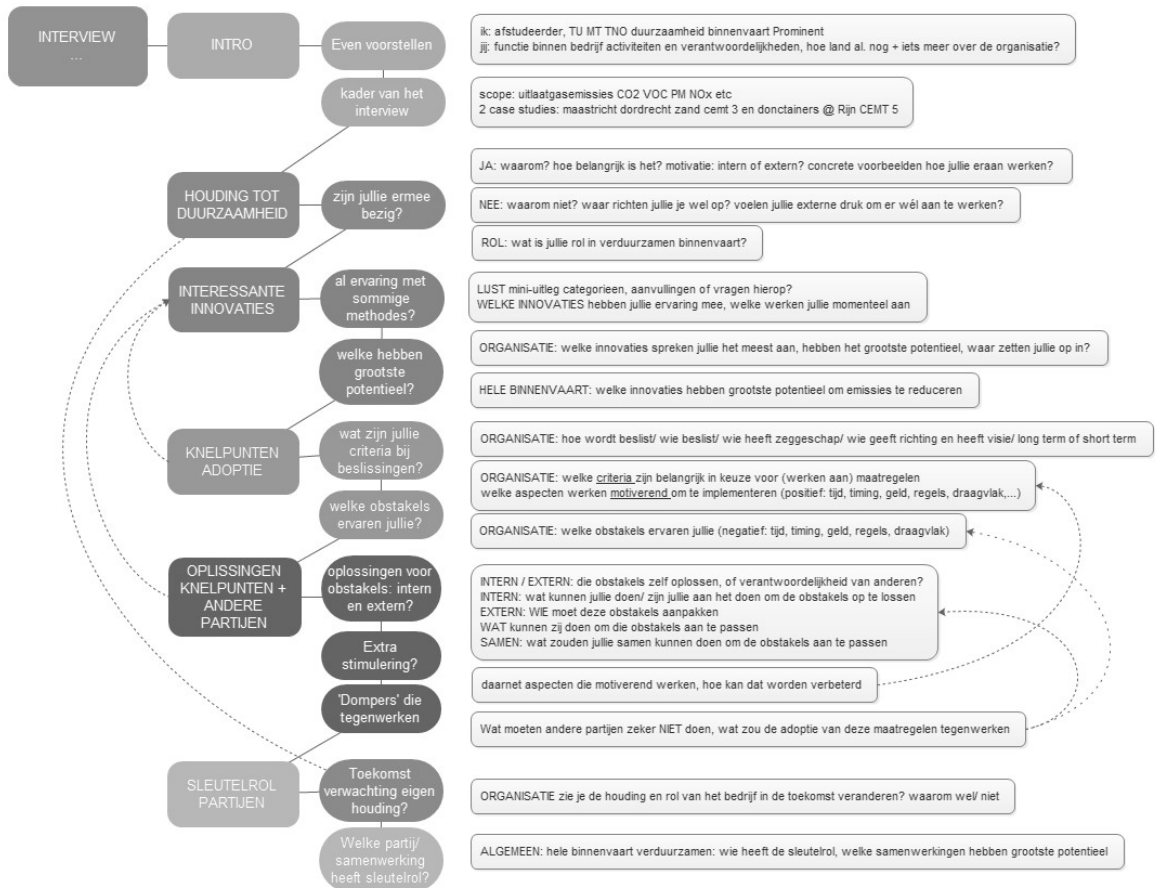 INTERVIEW
...
INTRO
Even voorstellen
ik: afstudeerder, TU MT TNO duurzaamheid binnenvaart Prominent
jij: functie binnen bedrijf activiteiten en verantwoordelijkheden, hoe land al. nog + iets meer over de organisatie?
kader van het
interview
scope: uitlaatgasemissies CO2 VOC PM NOx etc
2 case studies: maastricht dordrecht zand cemt 3 en donctainers @ Rijn CEMT 5
HOUDING TOT
DUURZAAMHEID
zijn jullie ermee
bezig?
JA: waarom? hoe belangrijk is het? motivatie: intern of extern? concrete voorbeelden hoe jullie eraan werken?
NEE: waarom niet? waar richten jullie je wel op? voelen jullie externe druk om er wél aan te werken?
ROL: wat is jullie rol in verduurzamen binnenvaart?
INTERESSANTE
INNOVATIES
al ervaring met
sommige
methodes?
LIJST mini-uitleg categorieen, aanvullingen of vragen hierop?
WELKE INNOVATIES hebben jullie ervaring mee, welke werken jullie momenteel aan
welke hebben
grootste
potentieel?
ORGANISATIE: welke innovaties spreken jullie het meest aan, hebben het grootste potentieel, waar zetten jullie op in?
HELE BINNENVAART: welke innovaties hebben grootste potentieel om emissies te reduceren
KNELPUNTEN
ADOPTIE
wat zijn jullie
criteria bij
beslissingen?
ORGANISATIE: hoe wordt beslist/ wie beslist/ wie heeft zeggeschap/ wie geeft richting en heeft visie/ long term of short term
ORGANISATIE: welke criteria zijn belangrijk in keuze voor (werken aan) maatregelen
welke aspecten werken motiverend om te implementeren (positief: tijd, timing, geld, regels, draagvlak,...)
welke obstakels
ervaren jullie?
ORGANISATIE: welke obstakels ervaren jullie (negatief: tijd, timing, geld, regels, draagvlak)
OPLISSINGEN
KNELPUNTEN +
ANDERE
PARTIJEN
oplossingen voor
obstakels: intern
en extern?
INTERN / EXTERN: die obstakels zelf oplossen, of verantwoordelijkheid van anderen?
INTERN: wat kunnen jullie doen/ zijn jullie aan het doen om de obstakels op te lossen
EXTERN: WIE moet deze obstakels aanpakken
WAT kunnen zij doen om die obstakels aan te passen
SAMEN: wat zouden jullie samen kunnen doen om de obstakels aan te passen
Extra
stimulering?
daarnet aspecten die motiverend werken, hoe kan dat worden verbeterd
'Dompers' die
tegenwerken
Wat moeten andere partijen zeker NIET doen, wat zou de adoptie van deze maatregelen tegenwerken
SLEUTELROL
PARTIJEN
Toekomst
verwachting eigen
houding?
ORGANISATIE zie je de houding en rol van het bedrijf in de toekomst veranderen? waarom wel/ niet
Welke partij/
samenwerking
heeft sleutelrol?
ALGEMEEN: hele binnenvaart verduurzamen: wie heeft de sleutelrol, welke samenwerkingen hebben grootste potentieel